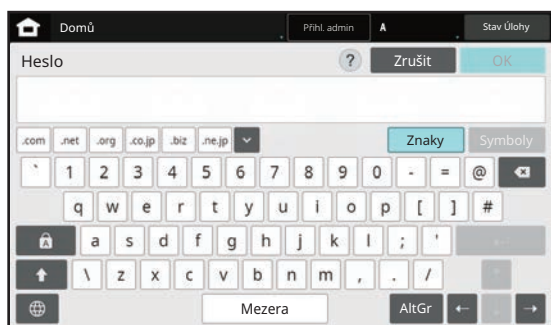 Domů Přihl. admin A Stav Úlohy
Heslo ? Zrušit OK
.com .net .org .co.jp .biz .ne.jp Znaky Symboly
` 1 2 3 4 5 6 7 8 9 0 - = @
q w e r t y u i o p [ ] #
A a s d f g h j k l ; '
\ z x c v b n m , . /
Mezera AltGr